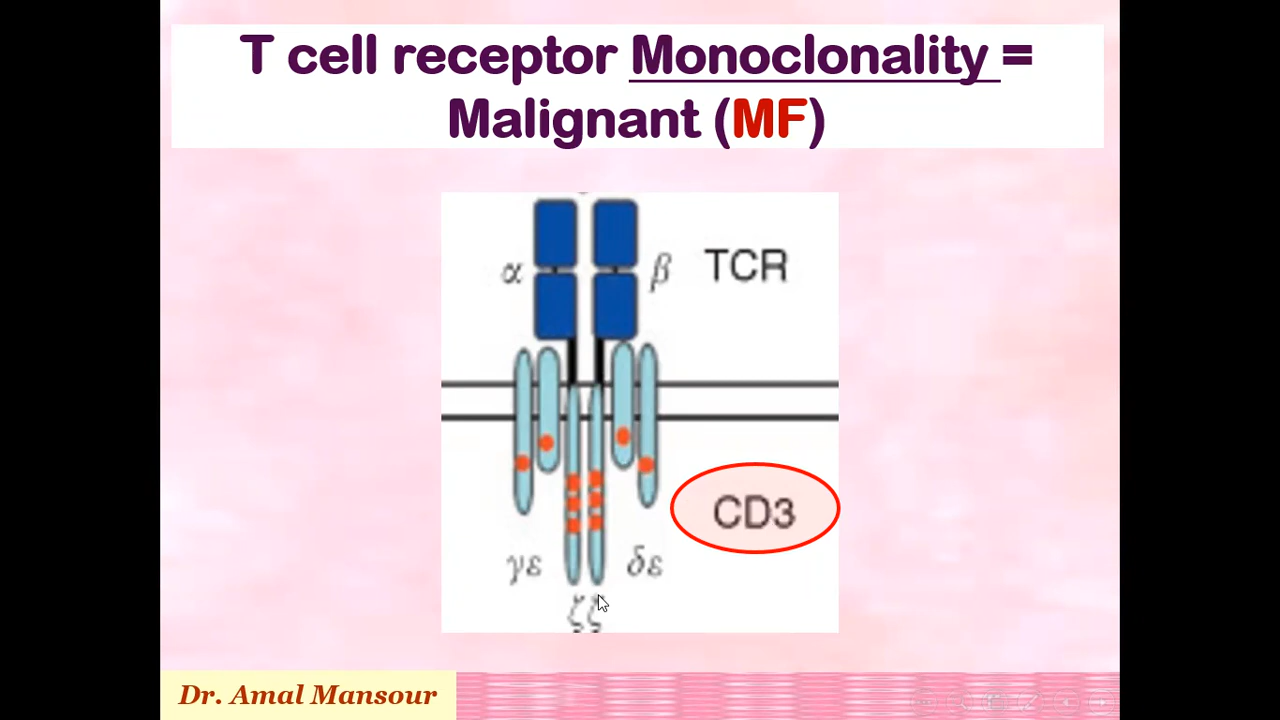 T cell receptor Monoclonality =
Malignant (MF)
α β TCR
CD3
γε δε
ζζ
Dr. Amal Mansour